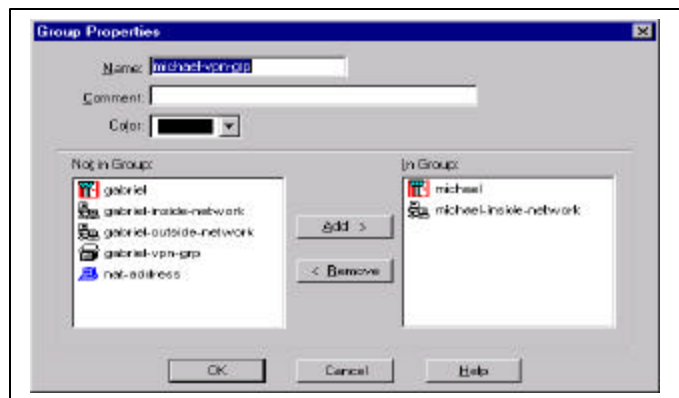 Group Properties
Name: michael-vpn-grp
Comment:
Color:
Not in Group:
gabriel
gabriel-inside-network
gabriel-outside-network
gabriel-vpn-grp
nat-address
Add >
< Remove
In Group:
michael
michael-inside-network
OK
Cancel
Help